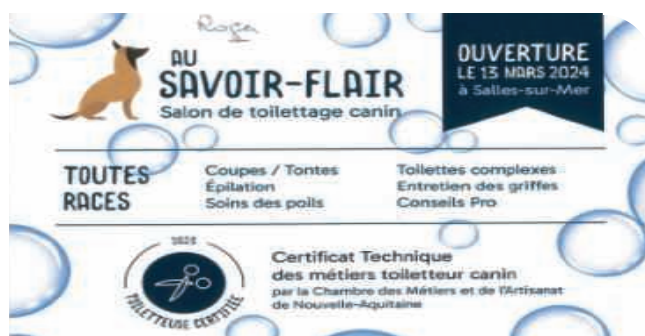 AU
SAVOIR-FLAIR
Salon de toilettage canin
OUVERTURE
LE 13 MARS 2024
à Salles-sur-Mer
TOUTES
RACES
Coupes / Tontes
Épilation
Soins des poils
Toilettes complexes
Entretien des griffes
Conseils Pro
TOILETTEUSE CERTIFIÉE
Certificat Technique
des métiers toiletteur canin
par la Chambre des Métiers et de l'Artisanat
de Nouvelle-Aquitaine